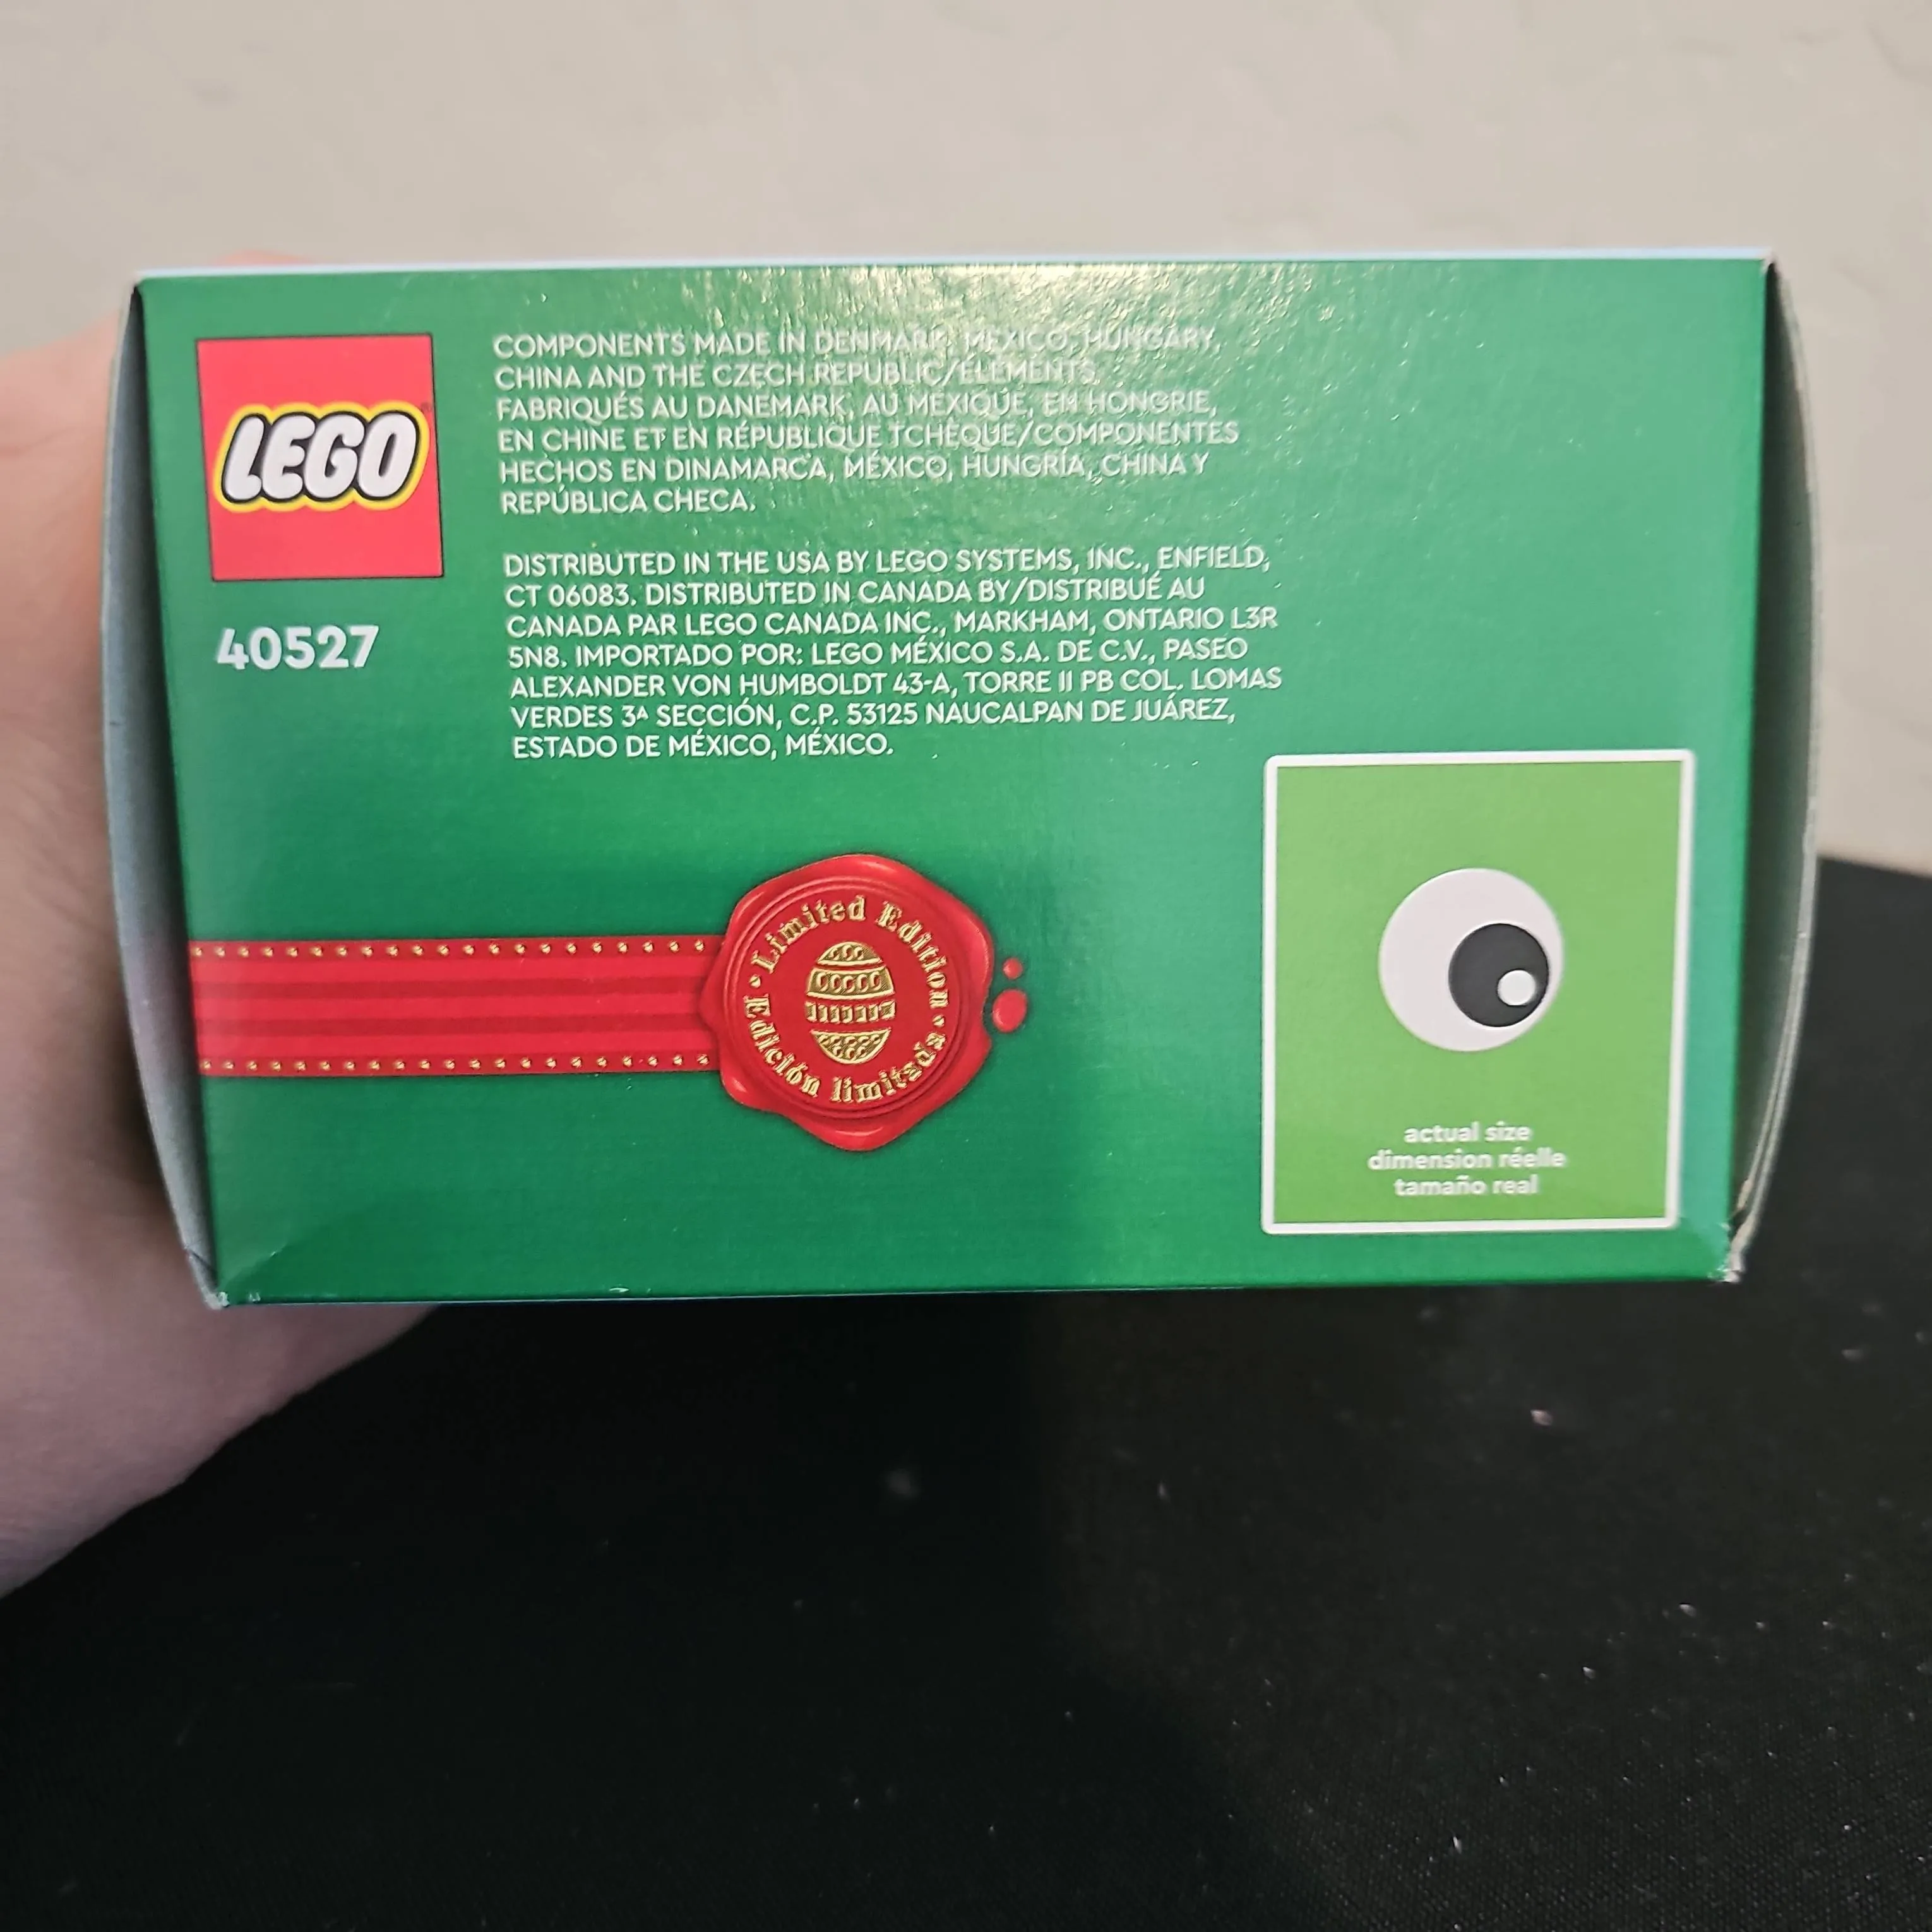 LEGO
40527
COMPONENTS MADE IN DENMARK, MEXICO, HUNGARY,
CHINA AND THE CZECH REPUBLIC/ÉLÉMENTS
FABRIQUÉS AU DANEMARK, AU MEXIQUE, EN HONGRIE,
EN CHINE ET EN RÉPUBLIQUE TCHÈQUE/COMPONENTES
HECHOS EN DINAMARCA, MÉXICO, HUNGRÍA, CHINA Y
REPÚBLICA CHECA.
DISTRIBUTED IN THE USA BY LEGO SYSTEMS, INC., ENFIELD,
CT 06083. DISTRIBUTED IN CANADA BY/DISTRIBUÉ AU
CANADA PAR LEGO CANADA INC., MARKHAM, ONTARIO L3R
5N8. IMPORTADO POR: LEGO MÉXICO S.A. DE C.V., PASEO
ALEXANDER VON HUMBOLDT 43-A, TORRE II PB COL. LOMAS
VERDES 3ᴬ SECCIÓN, C.P. 53125 NAUCALPAN DE JUÁREZ,
ESTADO DE MÉXICO, MÉXICO.
• Limited Edition •
Edición limitada
actual size
dimension réelle
tamaño real